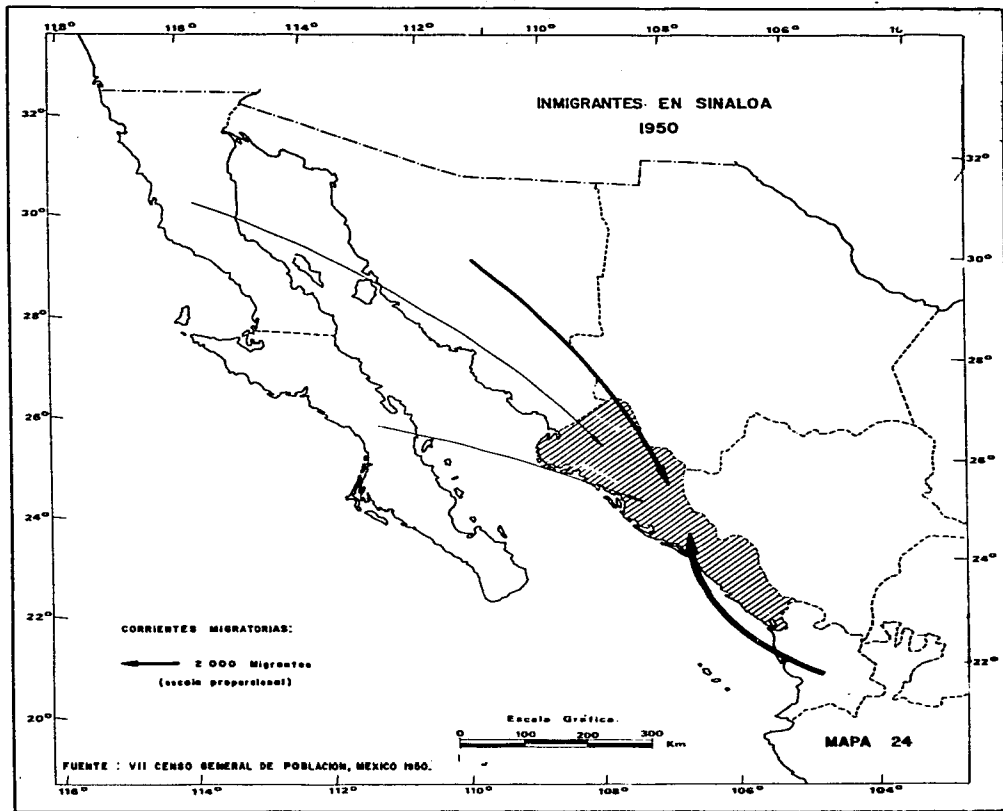 118° 116° 114° 112° 110° 108° 106° 104°
INMIGRANTES EN SINALOA
1950
32° 32°
30° 30°
28° 28°
26° 26°
24° 24°
22° 22°
20°
CORRIENTES MIGRATORIAS:
2 000 Migrantes
(escala proporcional)
Escala Gráfica.
0 100 200 300
Km
MAPA 24
FUENTE : VII CENSO GENERAL DE POBLACION, MEXICO 1950.
116° 114° 112° 110° 108° 106° 104°